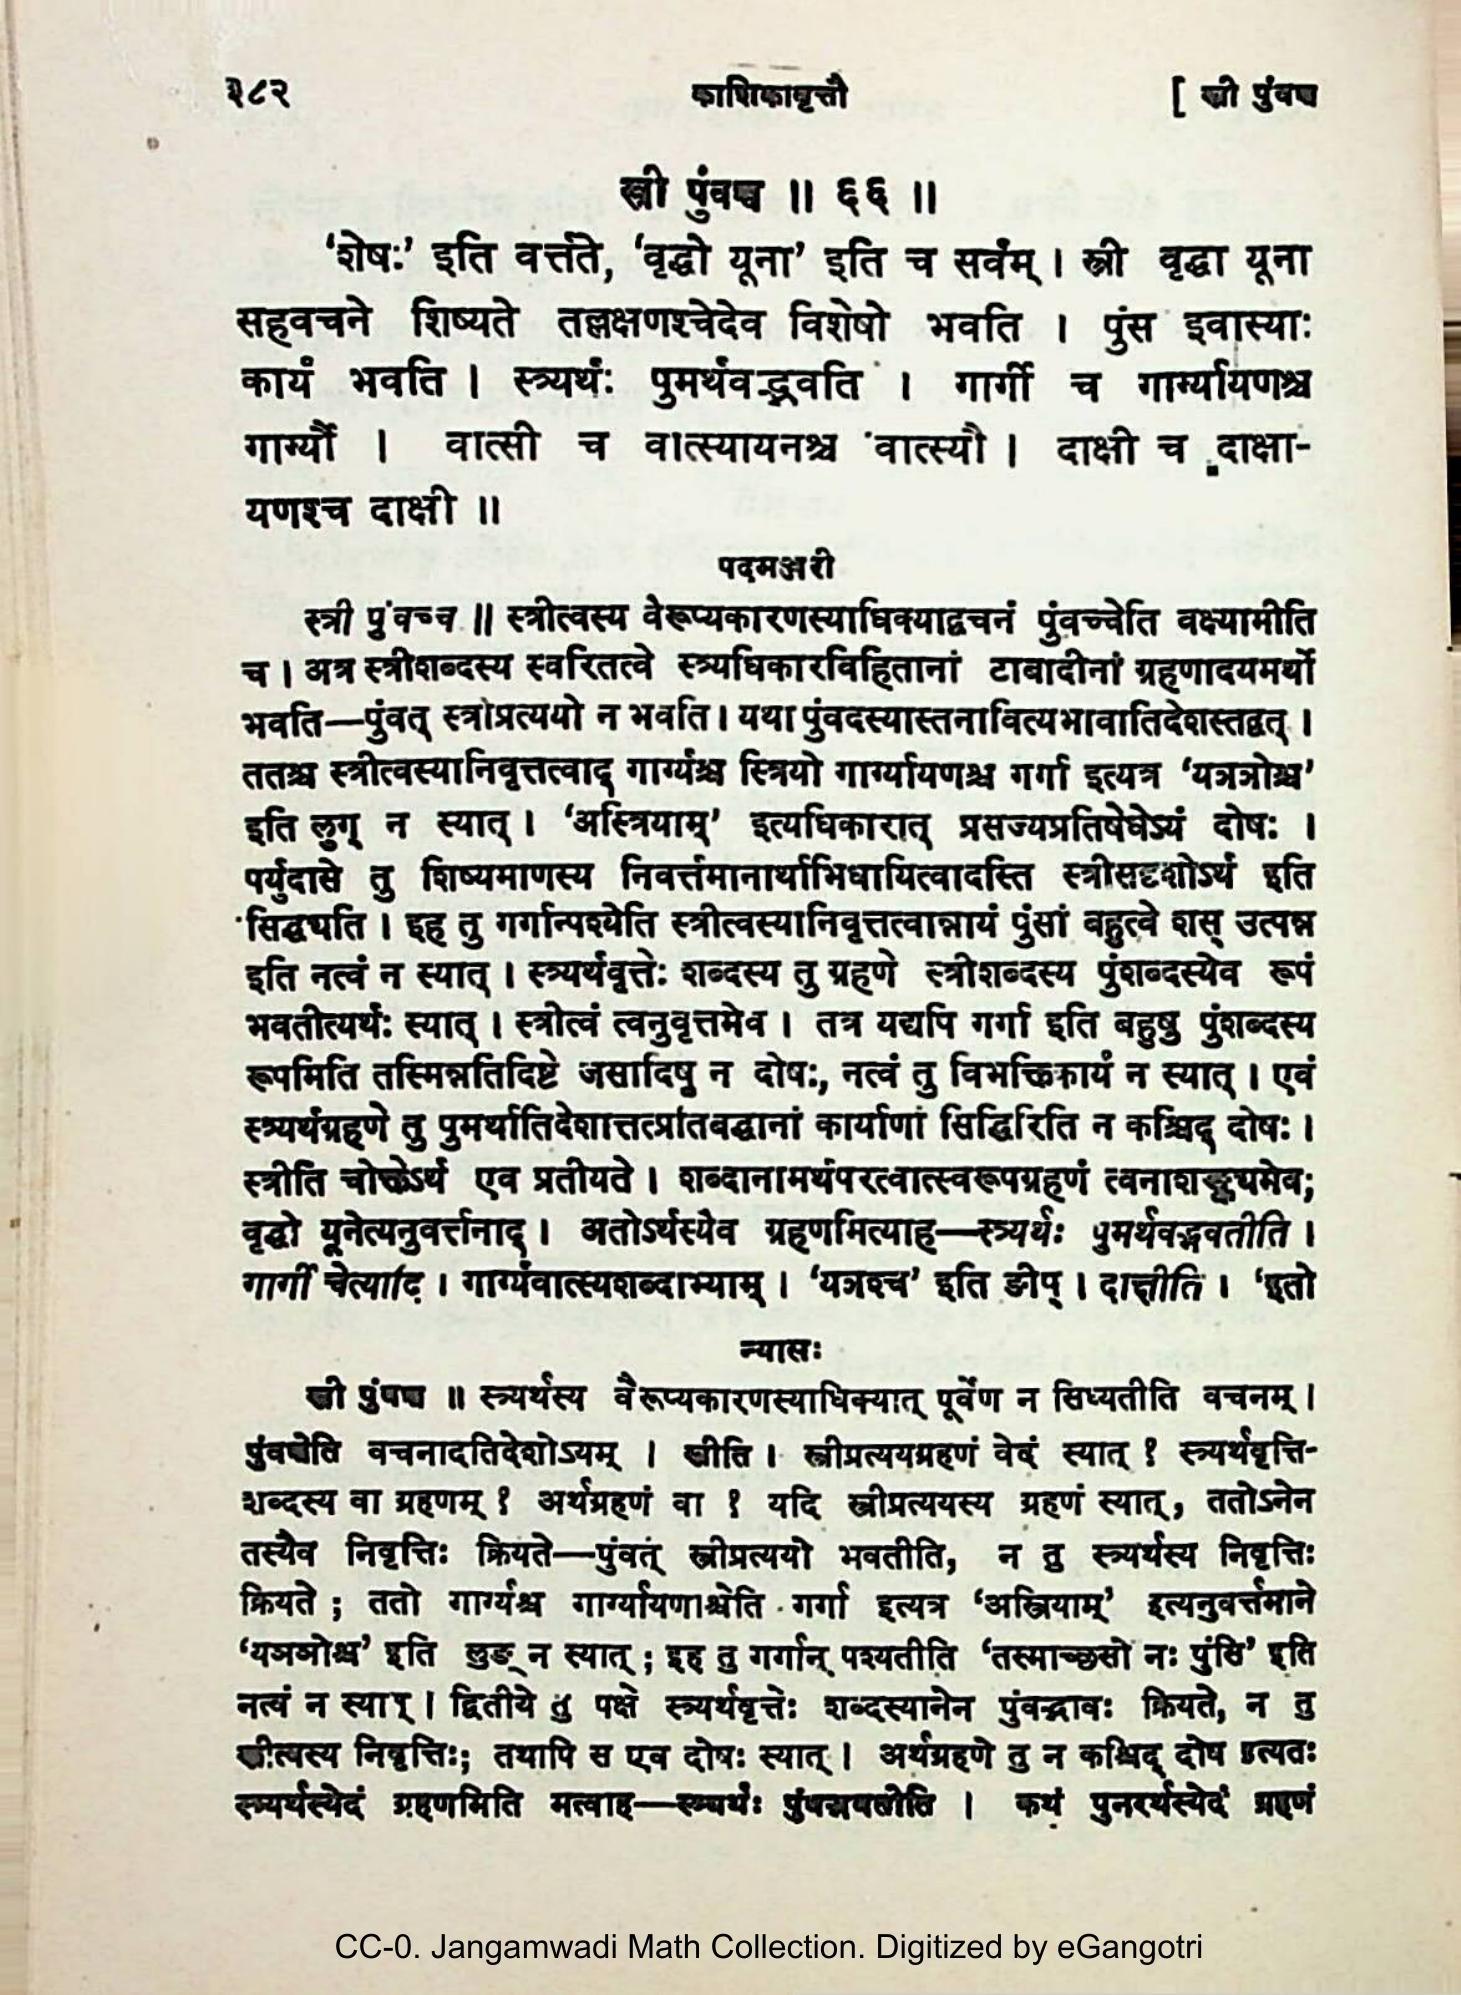 ३८२ काशिकावृत्तौ [ स्त्री पुंवच्च
स्त्री पुंवच्च ॥ ६६ ॥
‘शेषः’ इति वर्त्तते, ‘वृद्धो यूना’ इति च सर्वम् । स्त्री वृद्धा यूना
सहवचने शिष्यते तल्लक्षणश्चेदेव विशेषो भवति । पुंस इवास्याः
कार्यं भवति । स्त्र्यर्थः पुमर्थवद्भवति । गार्गी च गार्ग्यायणश्च
गार्ग्यौ । वात्सी च वात्स्यायनश्च वात्स्यौ । दाक्षी च दाक्षा-
यणश्च दाक्षी ॥
पदमञ्जरी
स्त्री पुंवच्च ॥ स्त्रीत्वस्य वेरूप्यकारणस्याधिक्याद्वचनं पुंवच्चेति वक्ष्यामीति
च । अत्र स्त्रीशब्दस्य स्वरितत्वे स्त्र्यधिकारविहितानां टाबादीनां ग्रहणादयमर्थो
भवति—पुंवत् स्त्रीप्रत्ययो न भवति । यथा पुंवदस्यास्तनावित्यभावातिदेशस्तद्वत् ।
ततश्च स्त्रीत्वस्यानिवृत्तत्वाद् गार्ग्यश्च स्त्रियो गार्ग्यायणश्च गर्गा इत्यत्र ‘यञञोश्च’
इति लुग् न स्यात् । ‘अस्त्रियाम्’ इत्यधिकारात् प्रसज्यप्रतिषेधेऽयं दोषः ।
पर्युदासे तु शिष्यमाणस्य निवर्त्तमानार्थाभिधायित्वादस्ति स्त्रीसदृशोऽर्थ इति
सिद्ध्यति । इह तु गर्गान्पश्येति स्त्रीत्वस्यानिवृत्तत्वान्नायं पुंसां बहुत्वे शस् उत्पन्न
इति नत्वं न स्यात् । स्त्र्यर्थवृत्तेः शब्दस्य तु ग्रहणे स्त्रीशब्दस्य पुंशब्दस्येव रूपं
भवतीत्यर्थः स्यात् । स्त्रीत्वं त्वनुवृत्तमेव । तत्र यद्यपि गर्गा इति बहुषु पुंशब्दस्य
रूपमिति तस्मिन्नतिदिष्टे जसादिषु न दोषः, नत्वं तु विभक्तिकार्यं न स्यात् । एवं
स्त्र्यर्थग्रहणे तु पुमर्थातिदेशात्तत्प्रतिबद्धानां कार्याणां सिद्धिरिति न कश्चिद् दोषः ।
स्त्रीति चोक्तेऽर्थ एव प्रतीयते । शब्दानामर्थपरत्वात्स्वरूपग्रहणं त्वनाशङ्क्यमेव;
वृद्धो यूनेत्यनुवर्त्तनाद् । अतोऽर्थस्यैव ग्रहणमित्याह—स्त्र्यर्थः पुमर्थवद्भवतीति ।
गार्गी चेत्यादि । गार्ग्यवात्स्यशब्दाभ्याम् । ‘यञश्च’ इति ङीप् । दाक्षीति । ‘इतो
न्यासः
स्त्री पुंवच्च ॥ स्त्र्यर्थस्य वैरूप्यकारणस्याधिक्यात् पूर्वेण न सिध्यतीति वचनम् ।
पुंवच्चेति वचनादतिदेशोऽयम् । स्त्रीति । स्त्रीप्रत्ययग्रहणं वेदं स्यात् ? स्त्र्यर्थवृत्ति-
शब्दस्य वा ग्रहणम् ? अर्थग्रहणं वा ? यदि स्त्रीप्रत्ययस्य ग्रहणं स्यात्, ततोऽनेन
तस्यैव निवृत्तिः क्रियते—पुंवत् स्त्रीप्रत्ययो भवतीति, न तु स्त्र्यर्थस्य निवृत्तिः
क्रियते ; ततो गार्ग्यश्च गार्ग्यायणाश्चेति गर्गा इत्यत्र ‘अस्त्रियाम्’ इत्यनुवर्त्तमाने
‘यञञोश्च’ इति लुङ् न स्यात् ; इह तु गर्गान् पश्यतीति ‘तस्माच्छसो नः पुंसि’ इति
नत्वं न स्यात् । द्वितीये तु पक्षे स्त्र्यर्थवृत्तेः शब्दस्यानेन पुंवद्भावः क्रियते, न तु
स्त्रीत्वस्य निवृत्तिः; तथापि स एव दोषः स्यात् । अर्थग्रहणे तु न कश्चिद् दोष इत्यतः
स्त्र्यर्थस्येदं ग्रहणमिति मत्वाह—स्त्र्यर्थः पुंवद्भवतीति । कथं पुनरर्थस्येदं ग्रहणं
CC-0. Jangamwadi Math Collection. Digitized by eGangotri